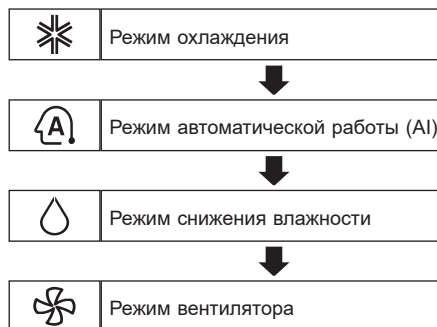 Режим охлаждения
A
Режим автоматической работы (AI)
Режим снижения влажности
Режим вентилятора